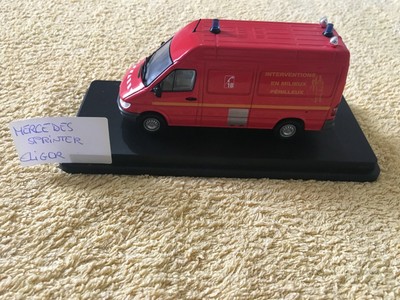 MERCEDES
SPRINTER
ELIGOR
INTERVENTIONS
EN MILIEUX
PERILLEUX